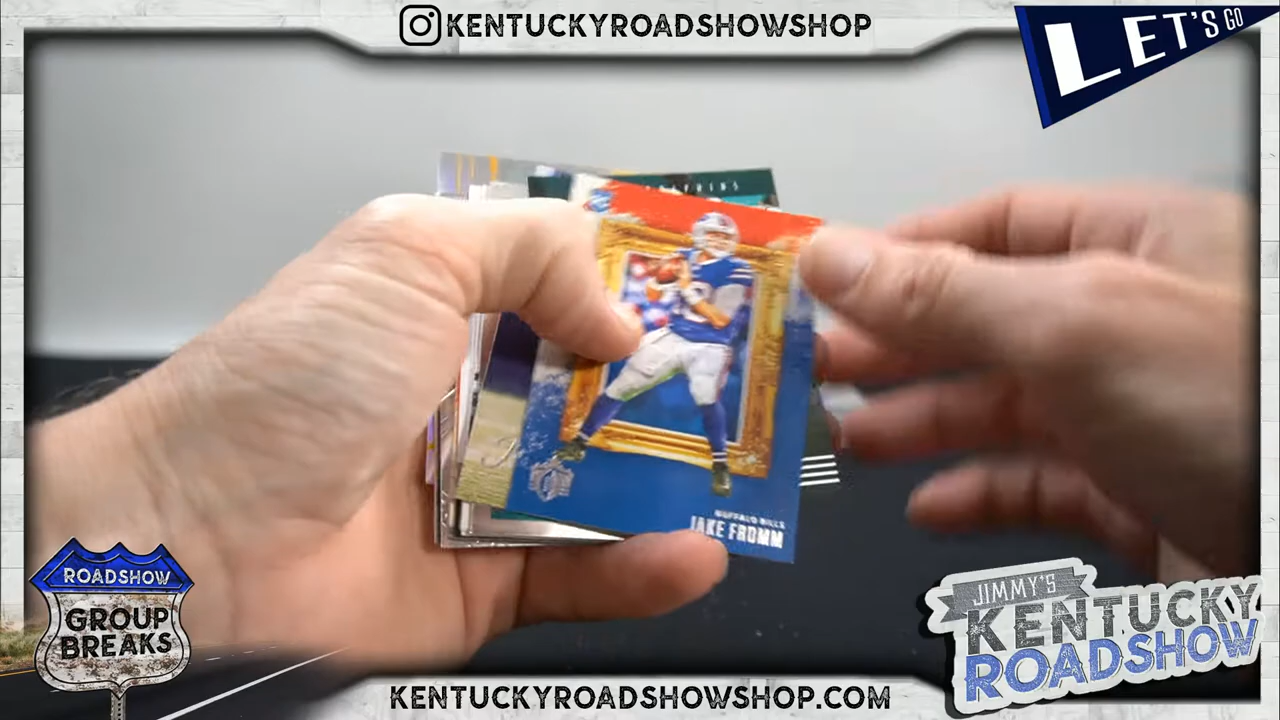 KENTUCKYROADSHOWSHOP
LET'S GO
BUFFALO BILLS
JAKE FROMM
ROADSHOW
GROUP
BREAKS
JIMMY'S
KENTUCKY
ROADSHOW
KENTUCKYROADSHOWSHOP.COM